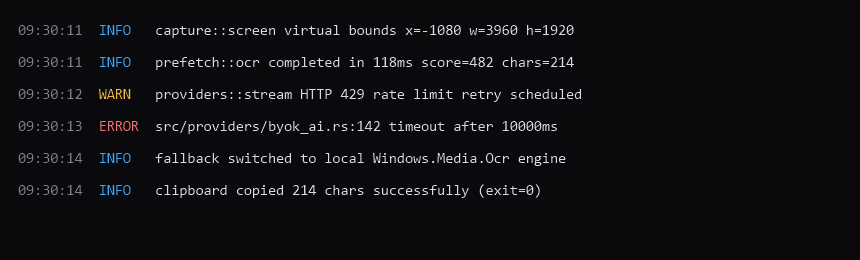 09:30:11 INFO capture::screen virtual bounds x=-1080 w=3960 h=1920
09:30:11 INFO prefetch::ocr completed in 118ms score=482 chars=214
09:30:12 WARN providers::stream HTTP 429 rate limit retry scheduled
09:30:13 ERROR src/providers/byok_ai.rs:142 timeout after 10000ms
09:30:14 INFO fallback switched to local Windows.Media.Ocr engine
09:30:14 INFO clipboard copied 214 chars successfully (exit=0)